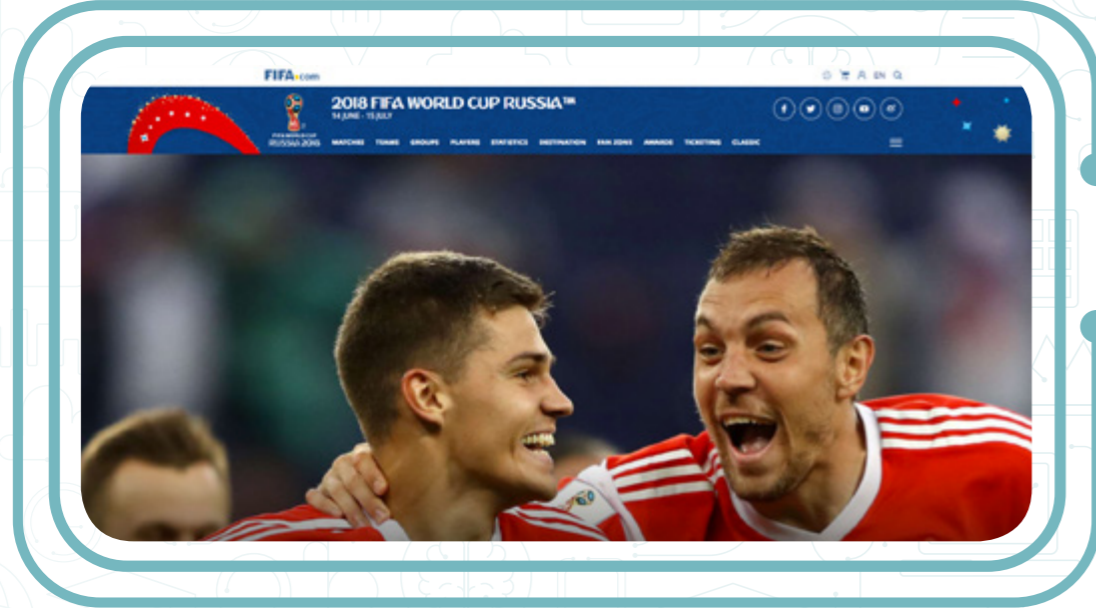 FIFA.com
EN
2018 FIFA WORLD CUP RUSSIA™
14 JUNE - 15 JULY
FIFA WORLD CUP
RUSSIA 2018
MATCHES TEAMS GROUPS PLAYERS STATISTICS DESTINATION FAN ZONE AWARDS TICKETING CLASSIC